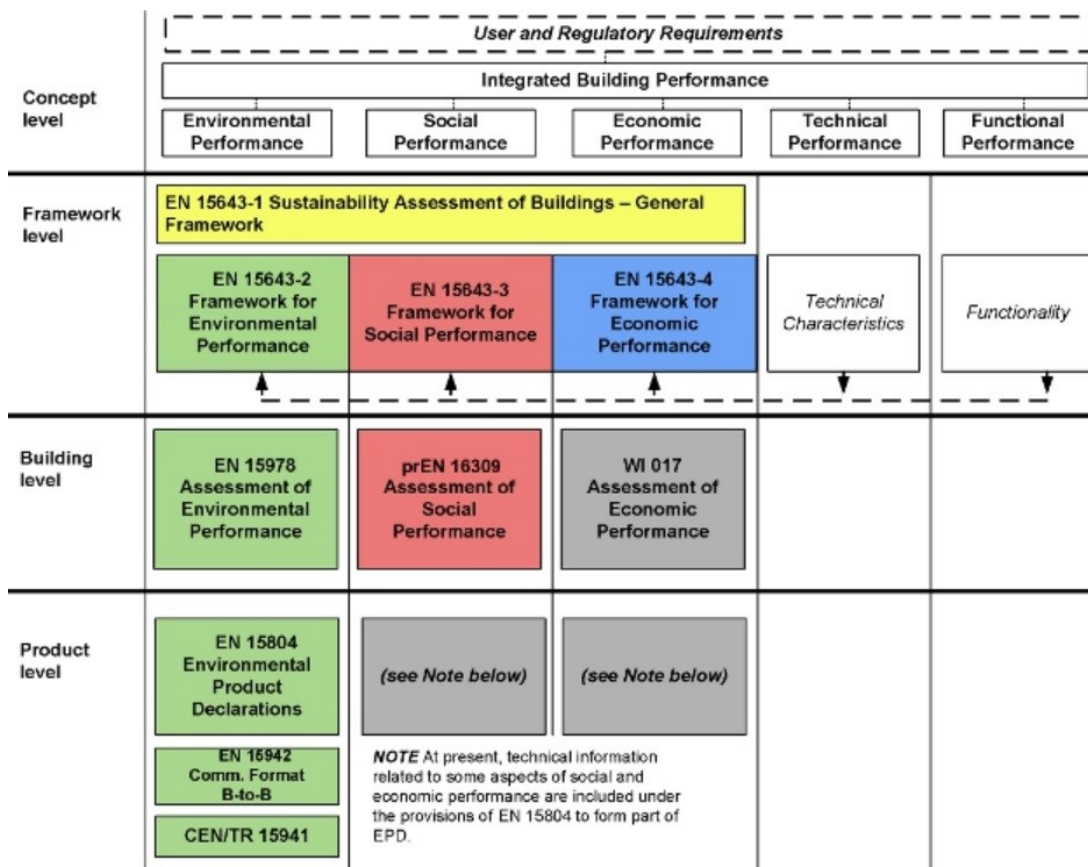 User and Regulatory Requirements
Integrated Building Performance
Concept
level
Environmental
Performance
Social
Performance
Economic
Performance
Technical
Performance
Functional
Performance
Framework
level
EN 15643-1 Sustainability Assessment of Buildings – General
Framework
EN 15643-2
Framework for
Environmental
Performance
EN 15643-3
Framework for
Social Performance
EN 15643-4
Framework for
Economic
Performance
Technical
Characteristics
Functionality
Building
level
EN 15978
Assessment of
Environmental
Performance
prEN 16309
Assessment of
Social
Performance
WI 017
Assessment of
Economic
Performance
Product
level
EN 15804
Environmental
Product
Declarations
(see Note below)
(see Note below)
EN 15942
Comm. Format
B-to-B
CEN/TR 15941
NOTE At present, technical information
related to some aspects of social and
economic performance are included under
the provisions of EN 15804 to form part of
EPD.